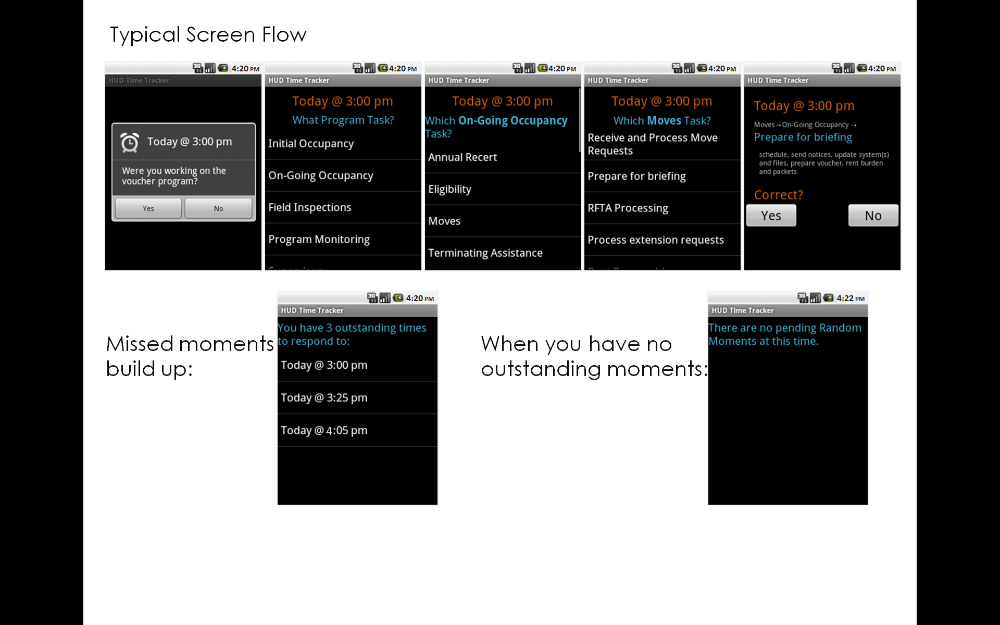 Typical Screen Flow
4:20 PM
HUD Time Tracker
Today @ 3:00 pm
Were you working on the
voucher program?
Yes
No
4:20 PM
HUD Time Tracker
Today @ 3:00 pm
What Program Task?
Initial Occupancy
On-Going Occupancy
Field Inspections
Program Monitoring
4:20 PM
HUD Time Tracker
Today @ 3:00 pm
Which On-Going Occupancy
Task?
Annual Recert
Eligibility
Moves
Terminating Assistance
4:20 PM
HUD Time Tracker
Today @ 3:00 pm
Which Moves Task?
Receive and Process Move
Requests
Prepare for briefing
RFTA Processing
Process extension requests
4:20 PM
HUD Time Tracker
Today @ 3:00 pm
Moves→On-Going Occupancy →
Prepare for briefing
schedule, send notices, update system(s)
and files, prepare voucher, rent burden
and packets
Correct?
Yes
No
Missed moments
build up:
4:20 PM
HUD Time Tracker
You have 3 outstanding times
to respond to:
Today @ 3:00 pm
Today @ 3:25 pm
Today @ 4:05 pm
When you have no
outstanding moments:
4:22 PM
HUD Time Tracker
There are no pending Random
Moments at this time.